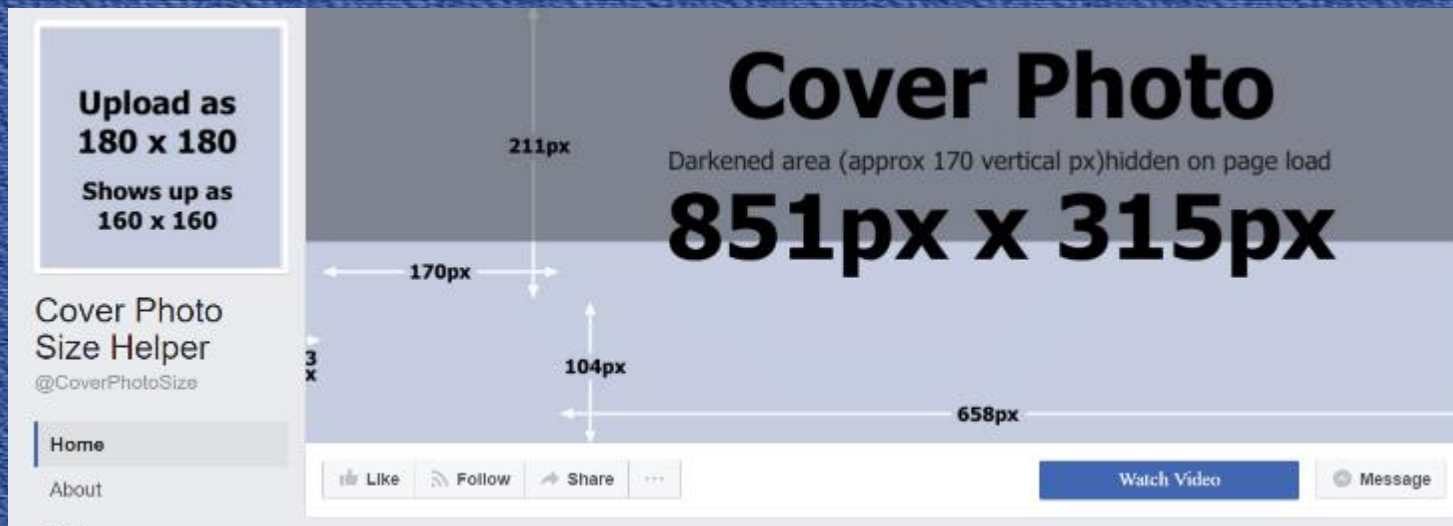 Upload as
180 x 180
Shows up as
160 x 160
Cover Photo
Size Helper
@CoverPhotoSize
Home
About
Cover Photo
211px
Darkened area (approx 170 vertical px)hidden on page load
851px x 315px
170px
3
x
104px
658px
Like
Follow
Share
...
Watch Video
Message